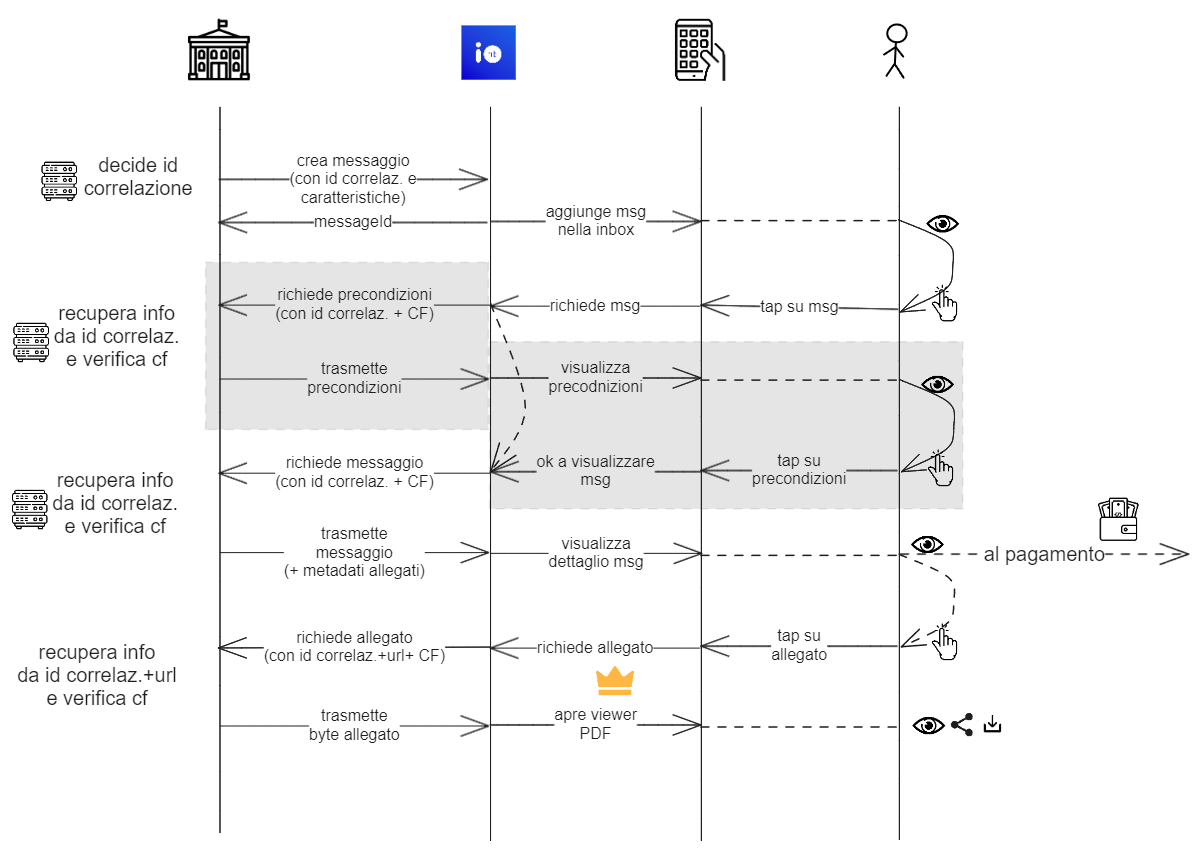 io
it
decide id
correlazione
crea messaggio
(con id correlaz. e
caratteristiche)
messageId
aggiunge msg
nella inbox
recupera info
da id correlaz.
e verifica cf
richiede precondizioni
(con id correlaz. + CF)
richiede msg
tap su msg
trasmette
precondizioni
visualizza
precodnizioni
recupera info
da id correlaz.
e verifica cf
richiede messaggio
(con id correlaz. + CF)
ok a visualizzare
msg
tap su
precondizioni
trasmette
messaggio
(+ metadati allegati)
visualizza
dettaglio msg
al pagamento
recupera info
da id correlaz.+url
e verifica cf
richiede allegato
(con id correlaz.+url+ CF)
richiede allegato
tap su
allegato
trasmette
byte allegato
apre viewer
PDF